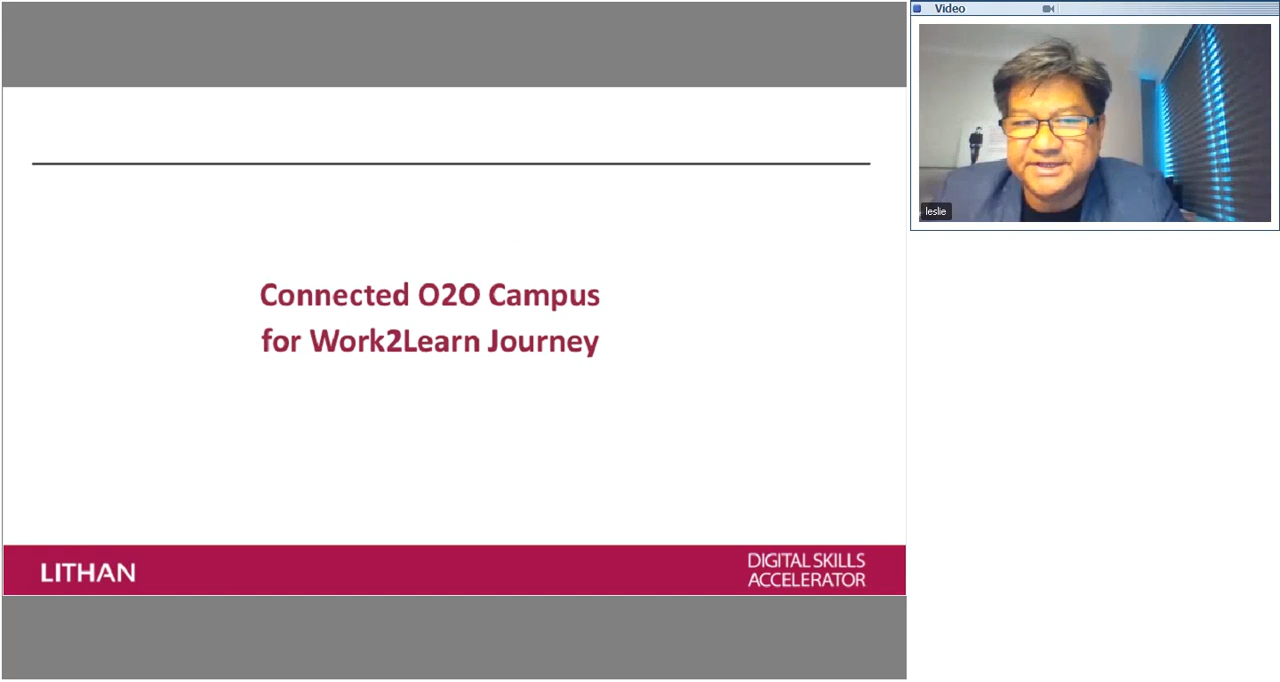 Connected O2O Campus
for Work2Learn Journey
LITHAN
DIGITAL SKILLS
ACCELERATOR
Video
leslie